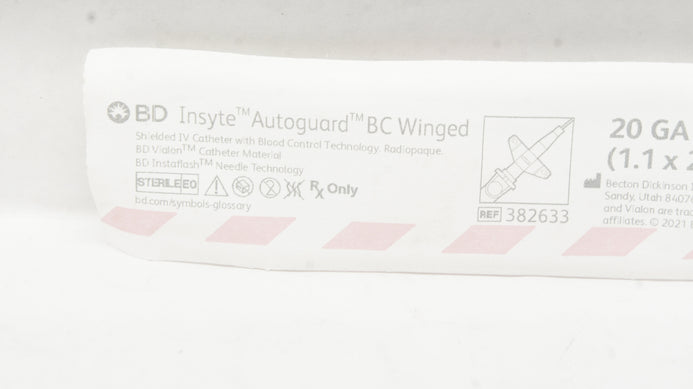 BD Insyte™ Autoguard™ BC Winged
Shielded IV Catheter with Blood Control Technology. Radiopaque.
BD Vialon™ Catheter Material
BD Instaflash™ Needle Technology
STERILE EO Rx Only
bd.com/symbols-glossary
REF 382633
20 GA
(1.1 x 2
Becton Dickinson
Sandy, Utah 8407
and Vialon are trad
affiliates. © 2021